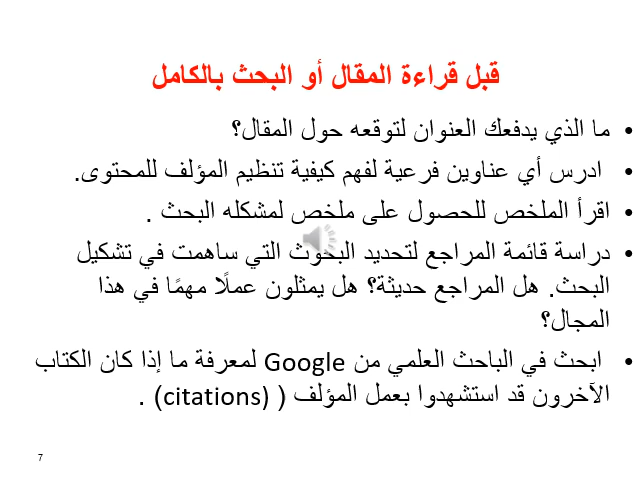 قبل قراءة المقال أو البحث بالكامل
• ما الذي يدفعك العنوان لتوقعه حول المقال؟
• ادرس أي عناوين فرعية لفهم كيفية تنظيم المؤلف للمحتوى.
• اقرأ الملخص للحصول على ملخص لمشكله البحث .
• دراسة قائمة المراجع لتحديد البحوث التي ساهمت في تشكيل
البحث. هل المراجع حديثة؟ هل يمثلون عملًا مهمًا في هذا
المجال؟
• ابحث في الباحث العلمي من Google لمعرفة ما إذا كان الكتاب
الآخرون قد استشهدوا بعمل المؤلف ( (citations) .
7